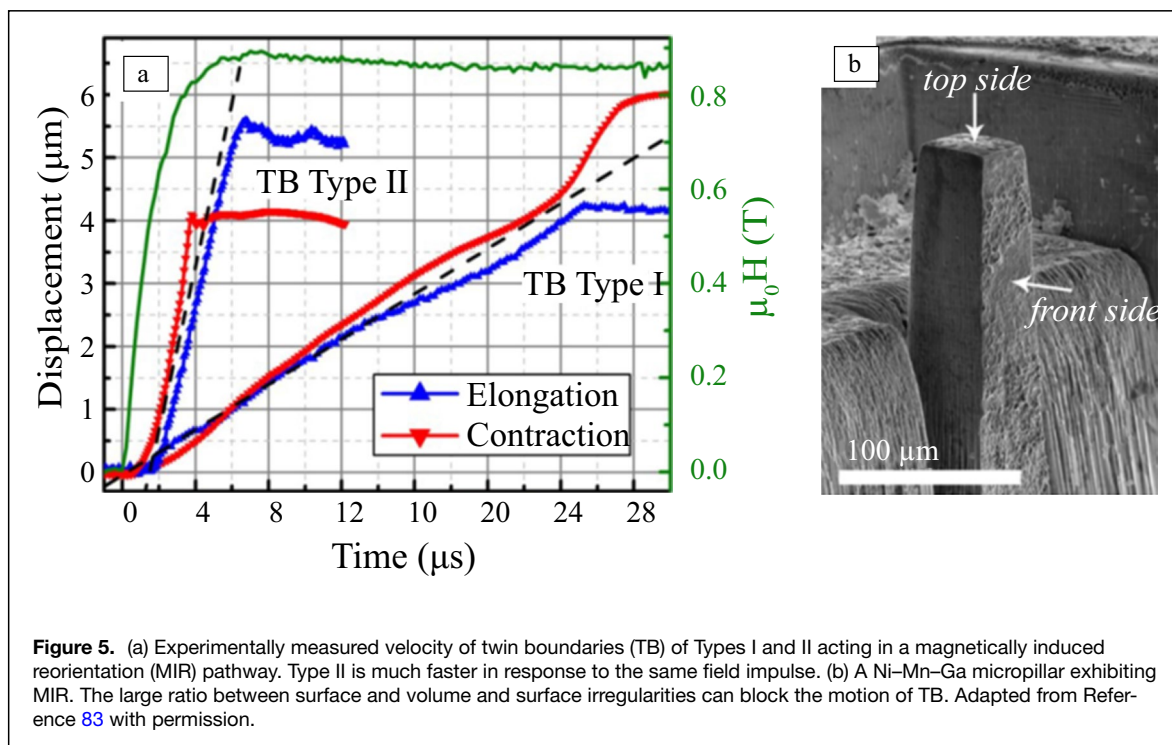 a
Displacement (μm)
6
5
4
3
2
1
0
TB Type II
TB Type I
Elongation
Contraction
0 4 8 12 16 20 24 28
Time (μs)
0.8
0.6
0.4
0.2
0.0
μ₀H (T)
b
top side
front side
100 μm
Figure 5. (a) Experimentally measured velocity of twin boundaries (TB) of Types I and II acting in a magnetically induced
reorientation (MIR) pathway. Type II is much faster in response to the same field impulse. (b) A Ni–Mn–Ga micropillar exhibiting
MIR. The large ratio between surface and volume and surface irregularities can block the motion of TB. Adapted from Refer-
ence 83 with permission.